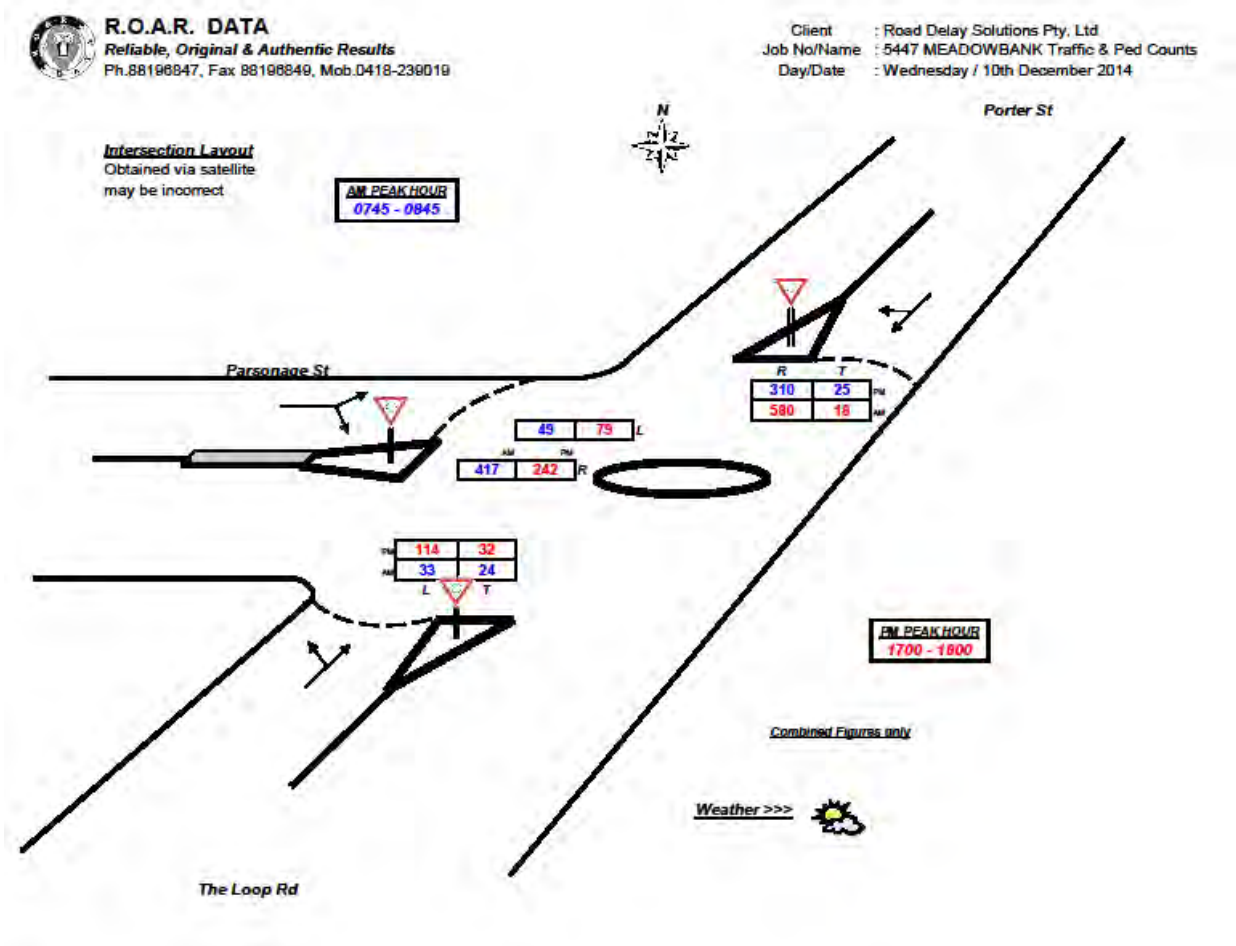 R.O.A.R. DATA
Reliable, Original & Authentic Results
Ph.88196847, Fax 88196849, Mob.0418-239019
Client : Road Delay Solutions Pty, Ltd
Job No/Name : 5447 MEADOWBANK Traffic & Ped Counts
Day/Date : Wednesday / 10th December 2014
N
Porter St
Intersection Layout
Obtained via satellite
may be incorrect
AM PEAK HOUR
0745 - 0845
Parsonage St
R T
310 25 PM
580 18 AM
49 79 L
AM PM
417 242 R
PM 114 32
AM 33 24
L T
PM PEAK HOUR
1700 - 1800
Combined Figures only
Weather >>>
The Loop Rd